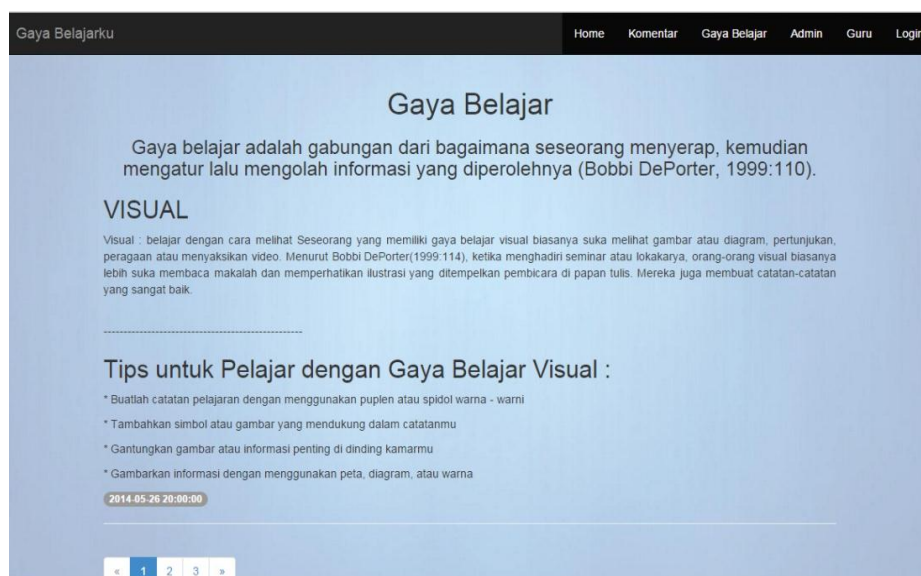 Gaya Belajarku Home Komentar Gaya Belajar Admin Guru Login
Gaya Belajar
Gaya belajar adalah gabungan dari bagaimana seseorang menyerap, kemudian
mengatur lalu mengolah informasi yang diperolehnya (Bobbi DePorter, 1999:110).
VISUAL
Visual : belajar dengan cara melihat Seseorang yang memiliki gaya belajar visual biasanya suka melihat gambar atau diagram, pertunjukan,
peragaan atau menyaksikan video. Menurut Bobbi DePorter(1999:114), ketika menghadiri seminar atau lokakarya, orang-orang visual biasanya
lebih suka membaca makalah dan memperhatikan ilustrasi yang ditempelkan pembicara di papan tulis. Mereka juga membuat catatan-catatan
yang sangat baik.
--------------------------------------------------
Tips untuk Pelajar dengan Gaya Belajar Visual :
* Buatlah catatan pelajaran dengan menggunakan puplen atau spidol warna - warni
* Tambahkan simbol atau gambar yang mendukung dalam catatanmu
* Gantungkan gambar atau informasi penting di dinding kamarmu
* Gambarkan informasi dengan menggunakan peta, diagram, atau warna
2014-05-26 20:00:00
« 1 2 3 »